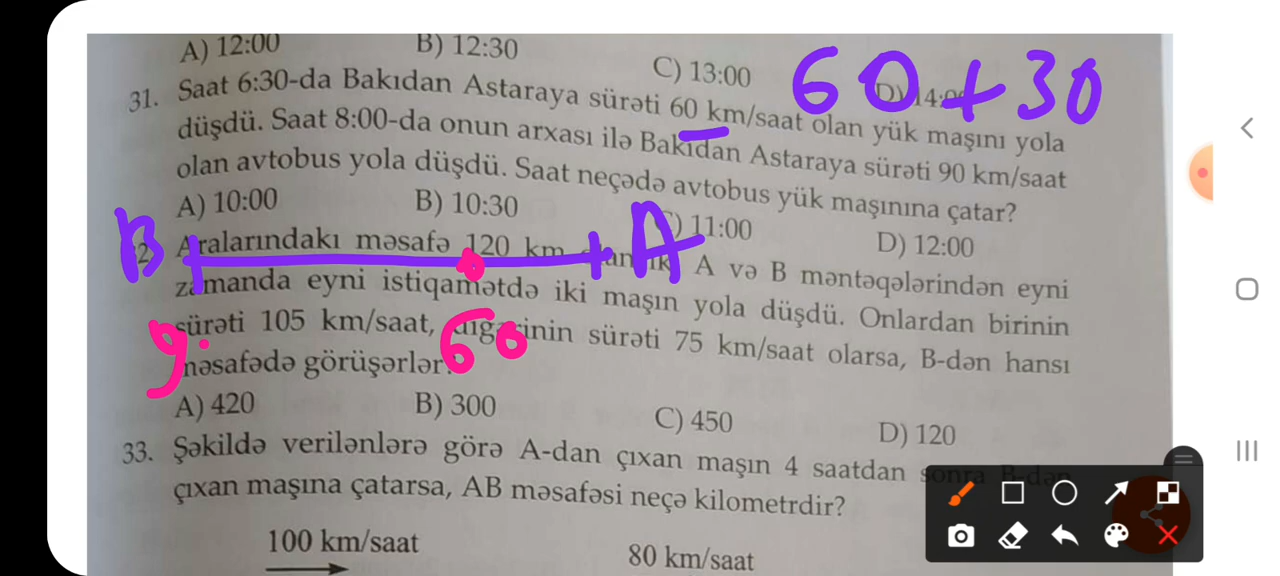 A) 12:00 B) 12:30 C) 13:00 D) 14:00
60+30
31. Saat 6:30-da Bakıdan Astaraya sürəti 60 km/saat olan yük maşını yola
düşdü. Saat 8:00-da onun arxası ilə Bakıdan Astaraya sürəti 90 km/saat
olan avtobus yola düşdü. Saat neçədə avtobus yük maşınına çatar?
A) 10:00 B) 10:30 C) 11:00 D) 12:00
B A
Aralarındakı məsafə 120 km A və B məntəqələrindən eyni
zamanda eyni istiqamətdə iki maşın yola düşdü. Onlardan birinin
sürəti 105 km/saat, sürəti 75 km/saat olarsa, B-dən hansı
məsafədə görüşərlər?
60
A) 420 B) 300 C) 450 D) 120
33. Şəkildə verilənlərə görə A-dan çıxan maşın 4 saatdan sonra B-dən
çıxan maşına çatarsa, AB məsafəsi neçə kilometrdir?
100 km/saat 80 km/saat